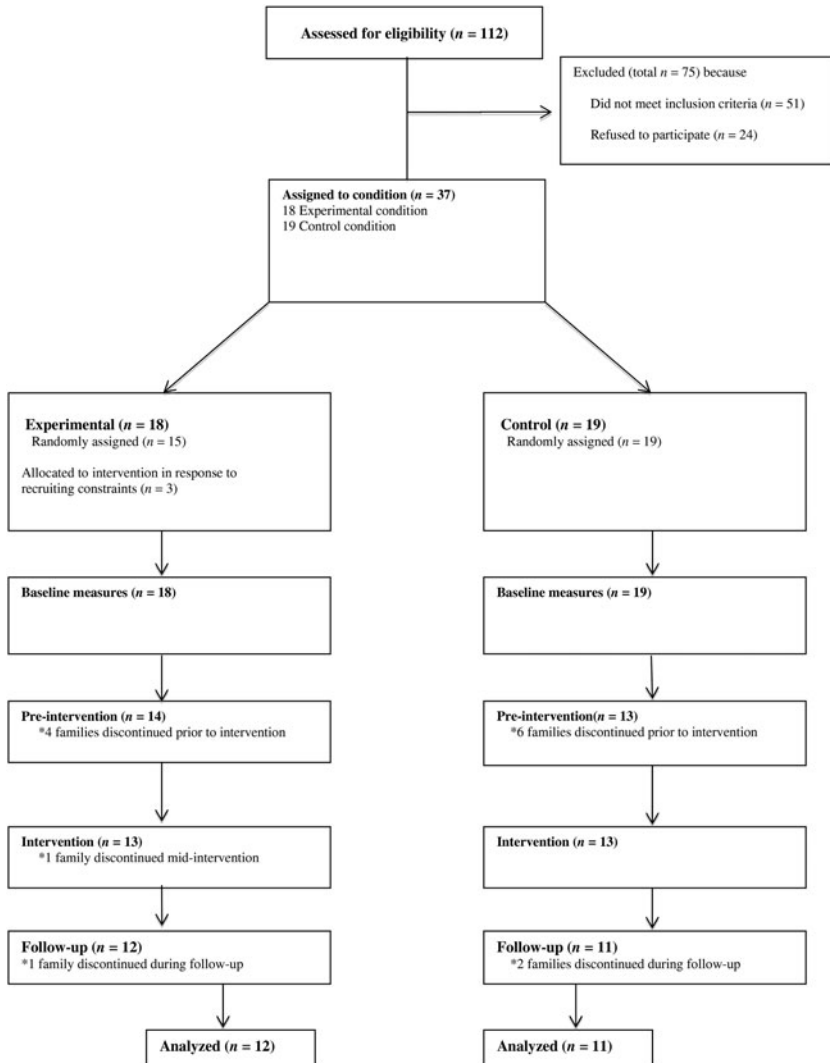 Assessed for eligibility (n = 112)
Excluded (total n = 75) because
Did not meet inclusion criteria (n = 51)
Refused to participate (n = 24)
Assigned to condition (n = 37)
18 Experimental condition
19 Control condition
Experimental (n = 18)
Randomly assigned (n = 15)
Allocated to intervention in response to
recruiting constraints (n = 3)
Control (n = 19)
Randomly assigned (n = 19)
Baseline measures (n = 18)
Baseline measures (n = 19)
Pre-intervention (n = 14)
*4 families discontinued prior to intervention
Pre-intervention(n = 13)
*6 families discontinued prior to intervention
Intervention (n = 13)
*1 family discontinued mid-intervention
Intervention (n = 13)
Follow-up (n = 12)
*1 family discontinued during follow-up
Follow-up (n = 11)
*2 families discontinued during follow-up
Analyzed (n = 12)
Analyzed (n = 11)